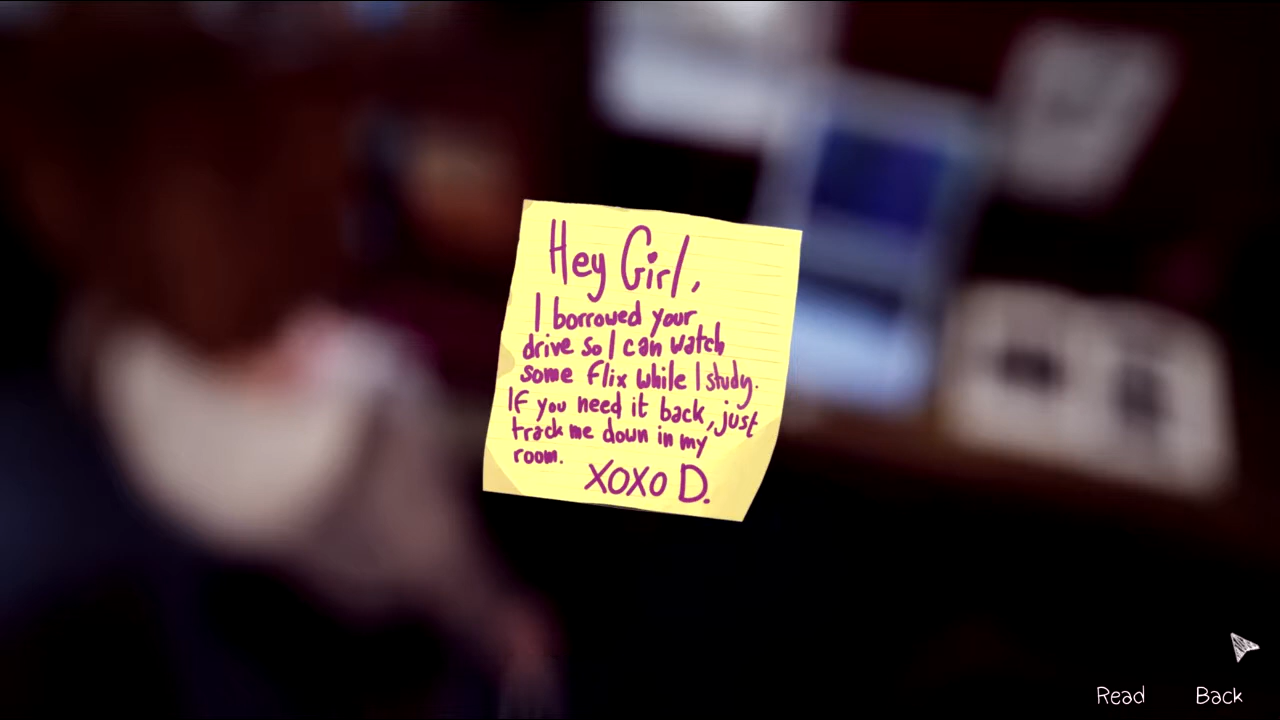 Hey Girl,
I borrowed your
drive so I can watch
some flix while I study.
If you need it back, just
track me down in my
room.
XOXO D.
Read
Back